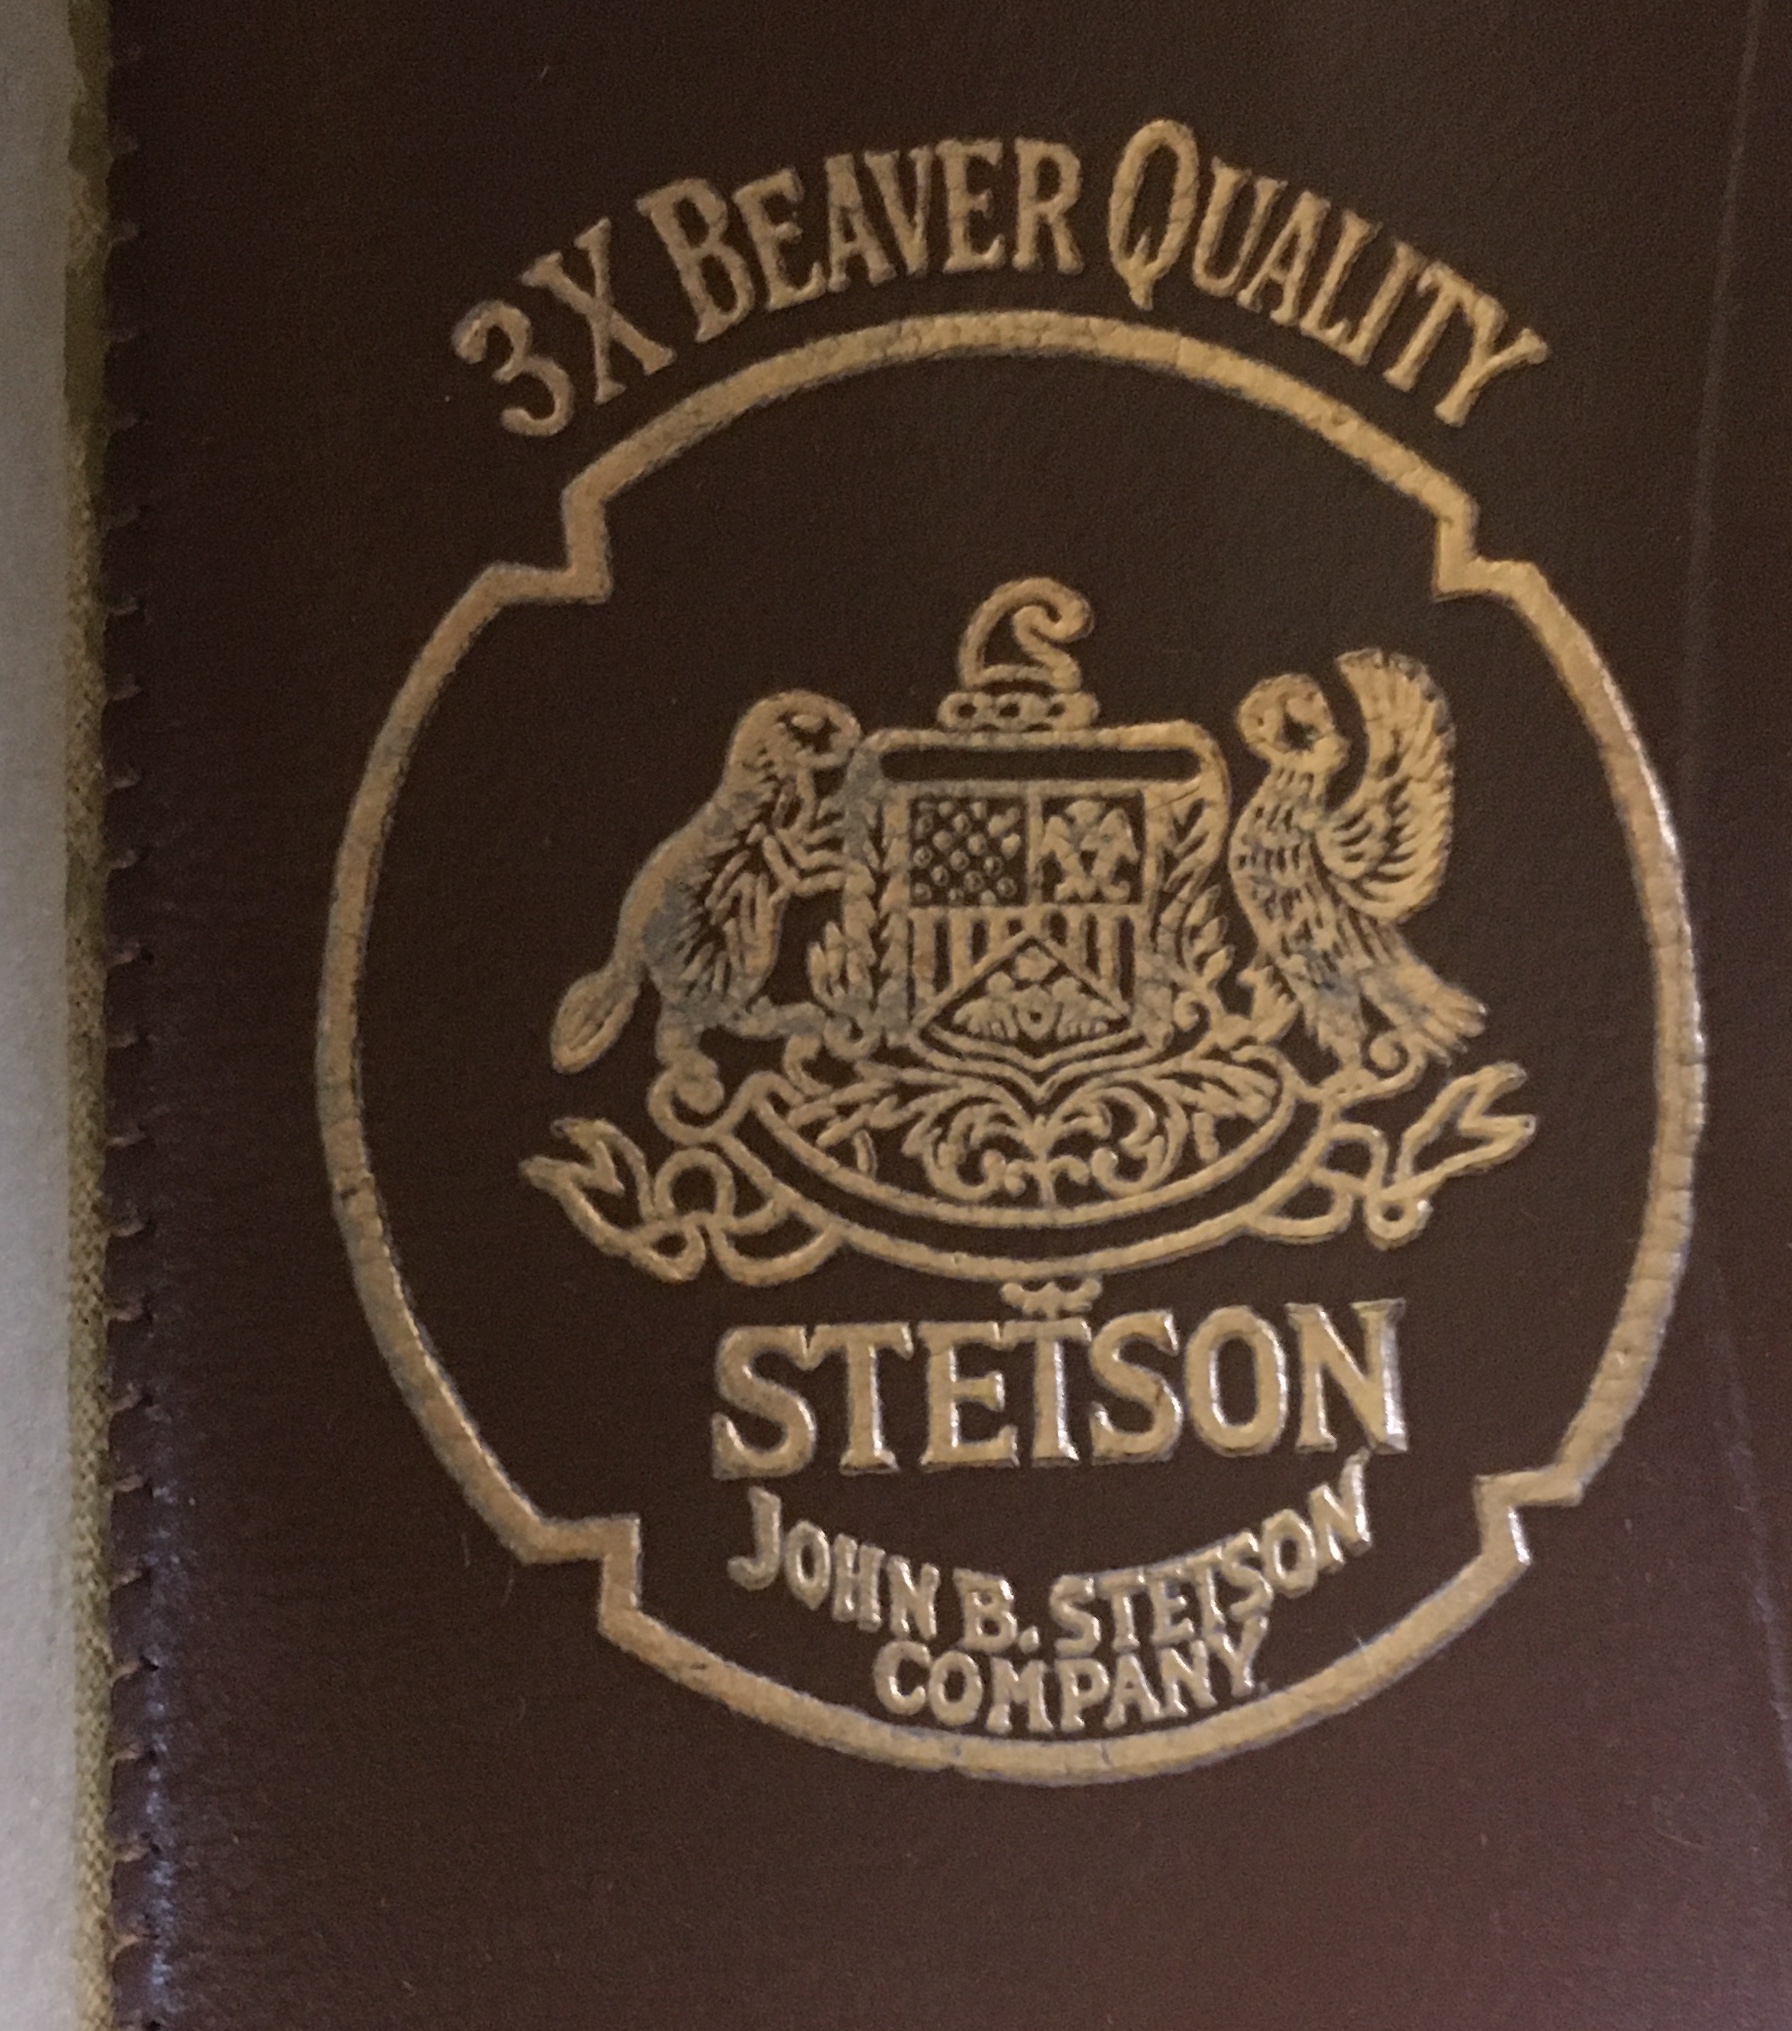 3X BEAVER QUALITY
STETSON
JOHN B. STETSON
COMPANY